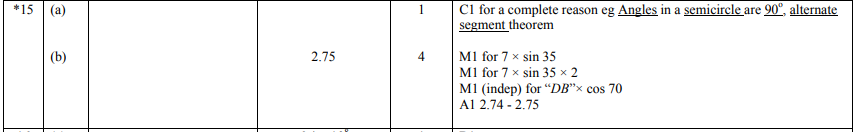 *15 (a) 1 C1 for a complete reason eg Angles in a semicircle are 90°, alternate
segment theorem
(b) 2.75 4 M1 for 7 × sin 35
M1 for 7 × sin 35 × 2
M1 (indep) for “DB”× cos 70
A1 2.74 - 2.75